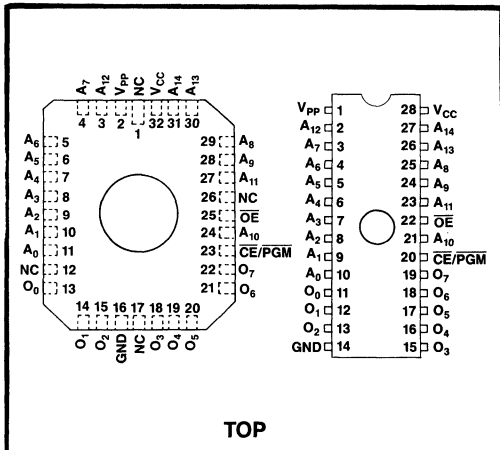 A7 A12 VPP NC VCC A14 A13
4 3 2 1 32 31 30
A6 5
A5 6
A4 7
A3 8
A2 9
A1 10
A0 11
NC 12
O0 13
29 A8
28 A9
27 A11
26 NC
25 OE
24 A10
23 CE/PGM
22 O7
21 O6
14 15 16 17 18 19 20
O1 O2 GND NC O3 O4 O5
VPP 1 28 VCC
A12 2 27 A14
A7 3 26 A13
A6 4 25 A8
A5 5 24 A9
A4 6 23 A11
A3 7 22 OE
A2 8 21 A10
A1 9 20 CE/PGM
A0 10 19 O7
O0 11 18 O6
O1 12 17 O5
O2 13 16 O4
GND 14 15 O3
TOP